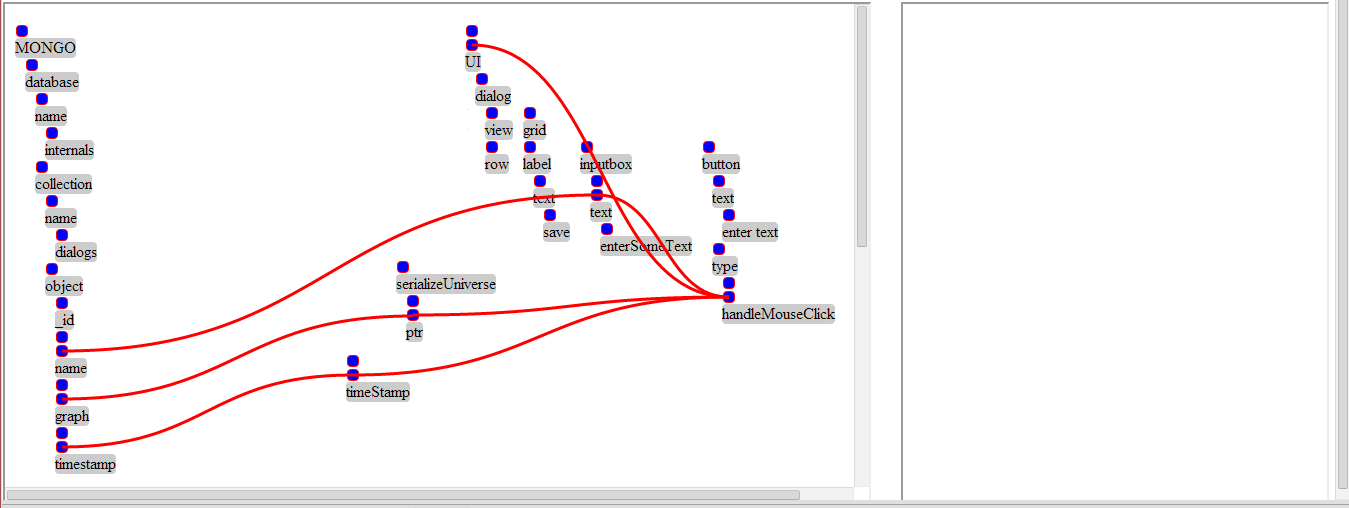 MONGO
database
name
internals
collection
name
dialogs
object
_id
name
graph
timestamp
serializeUniverse
ptr
timeStamp
UI
dialog
view grid
row label inputbox button
text
save
text
enterSomeText
text
enter text
type
handleMouseClick